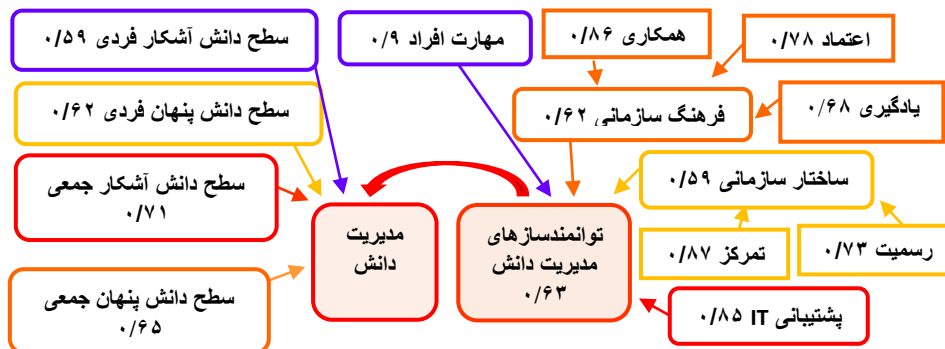 اعتماد ۰/۷۸
همکاری ۰/۸۶
مهارت افراد ۰/۹
سطح دانش آشکار فردی ۰/۵۹
یادگیری ۰/۶۸
فرهنگ سازمانی ۰/۶۲
سطح دانش پنهان فردی ۰/۶۲
ساختار سازمانی ۰/۵۹
سطح دانش آشکار جمعی
۰/۷۱
رسمیت ۰/۷۳
تمرکز ۰/۸۷
توانمندسازهای
مدیریت دانش
۰/۶۳
مدیریت
دانش
سطح دانش پنهان جمعی
۰/۶۵
پشتیبانی IT ۰/۸۵